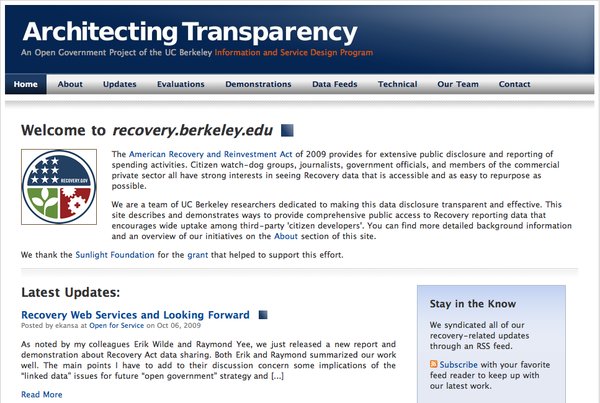 Architecting Transparency
An Open Government Project of the UC Berkeley Information and Service Design Program
Home About Updates Evaluations Demonstrations Data Feeds Technical Our Team Contact
Welcome to recovery.berkeley.edu
RECOVERY.GOV
The American Recovery and Reinvestment Act of 2009 provides for extensive public disclosure and reporting of
spending activities. Citizen watch-dog groups, journalists, government officials, and members of the commercial
private sector all have strong interests in seeing Recovery data that is accessible and as easy to repurpose as
possible.
We are a team of UC Berkeley researchers dedicated to making this data disclosure transparent and effective. This
site describes and demonstrates ways to provide comprehensive public access to Recovery reporting data that
encourages wide uptake among third-party 'citizen developers'. You can find more detailed background information
and an overview of our initiatives on the About section of this site.
We thank the Sunlight Foundation for the grant that helped to support this effort.
Latest Updates:
Recovery Web Services and Looking Forward
Posted by ekansa at Open for Service on Oct 06, 2009
As noted by my colleagues Erik Wilde and Raymond Yee, we just released a new report and
demonstration about Recovery Act data sharing. Both Erik and Raymond summarized our work
well. The main points I have to add to their discussion concern some implications of the
“linked data” issues for future “open government” strategy and [...]
Read More
Stay in the Know
We syndicated all of our
recovery-related updates
through an RSS feed.
Subscribe with your favorite
feed reader to keep up with
our latest work.